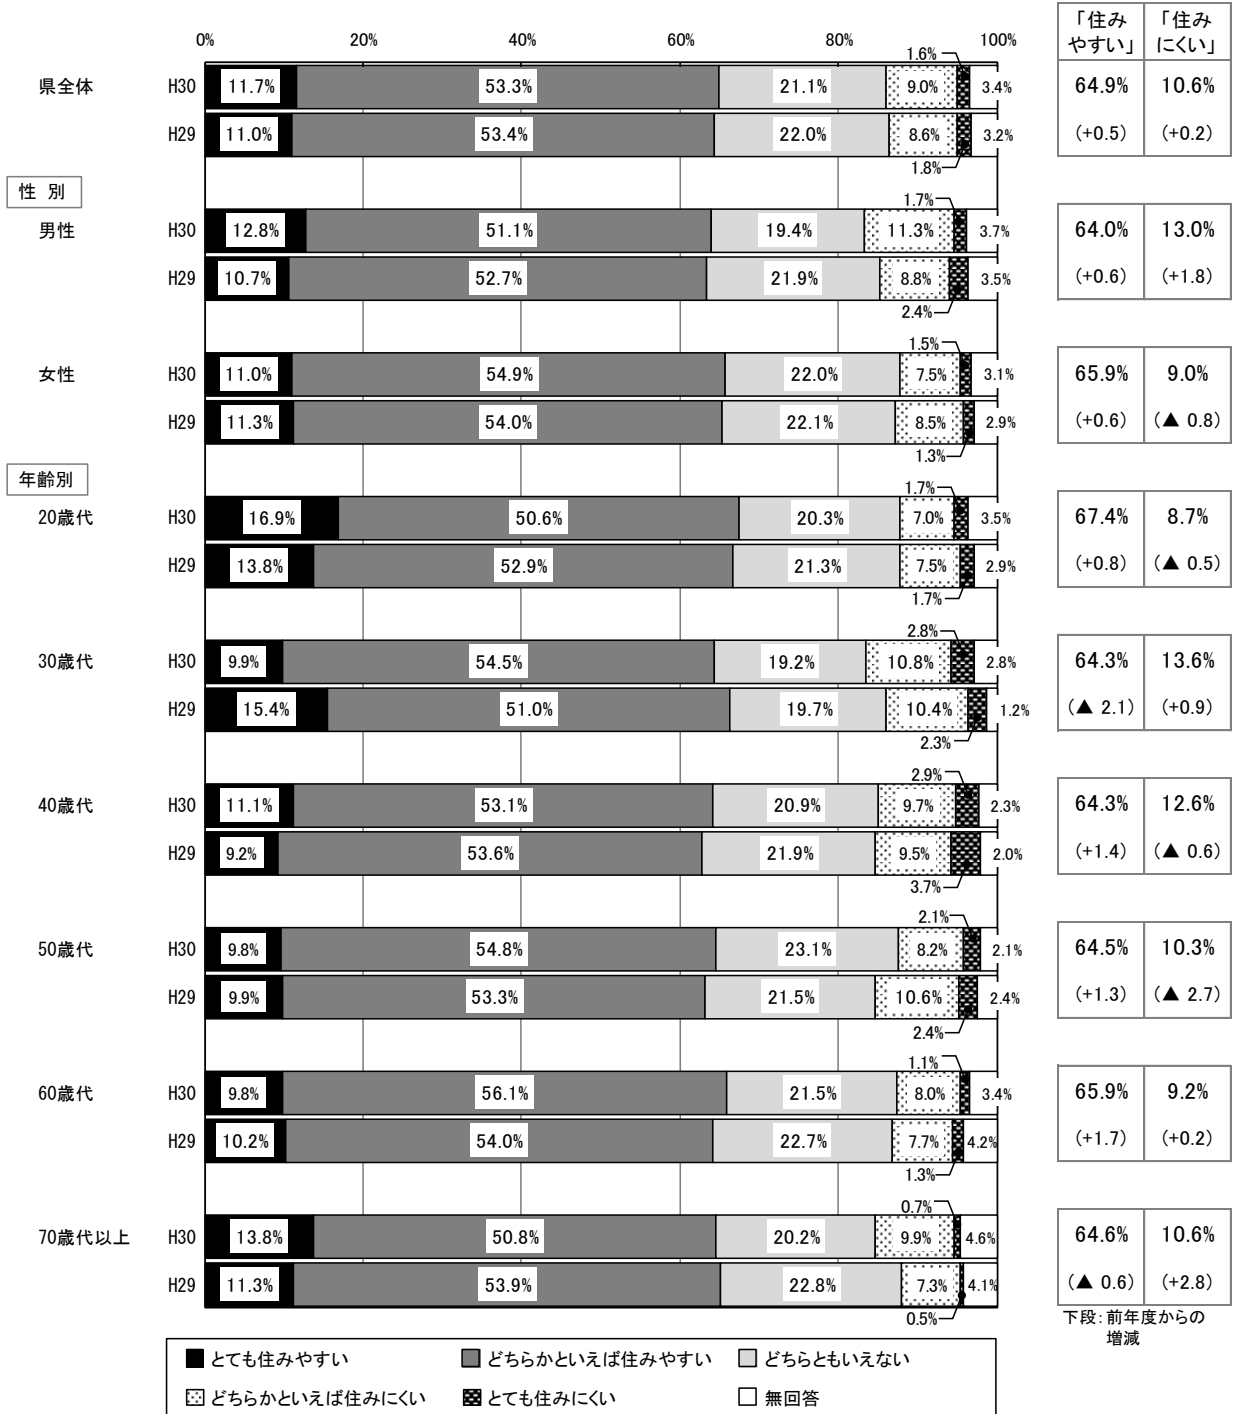 「住み 「住み
やすい」 にくい」
0% 20% 40% 60% 80% 100%
1.6%
県全体 H30 11.7% 53.3% 21.1% 9.0% 3.4% 64.9% 10.6%
H29 11.0% 53.4% 22.0% 8.6% 3.2% (+0.5) (+0.2)
1.8%
性 別
1.7%
男性 H30 12.8% 51.1% 19.4% 11.3% 3.7% 64.0% 13.0%
H29 10.7% 52.7% 21.9% 8.8% 3.5% (+0.6) (+1.8)
2.4%
1.5%
女性 H30 11.0% 54.9% 22.0% 7.5% 3.1% 65.9% 9.0%
H29 11.3% 54.0% 22.1% 8.5% 2.9% (+0.6) (▲ 0.8)
1.3%
年齢別
1.7%
20歳代 H30 16.9% 50.6% 20.3% 7.0% 3.5% 67.4% 8.7%
H29 13.8% 52.9% 21.3% 7.5% 2.9% (+0.8) (▲ 0.5)
1.7%
2.8%
30歳代 H30 9.9% 54.5% 19.2% 10.8% 2.8% 64.3% 13.6%
H29 15.4% 51.0% 19.7% 10.4% 1.2% (▲ 2.1) (+0.9)
2.3%
2.9%
40歳代 H30 11.1% 53.1% 20.9% 9.7% 2.3% 64.3% 12.6%
H29 9.2% 53.6% 21.9% 9.5% 2.0% (+1.4) (▲ 0.6)
3.7%
2.1%
50歳代 H30 9.8% 54.8% 23.1% 8.2% 2.1% 64.5% 10.3%
H29 9.9% 53.3% 21.5% 10.6% 2.4% (+1.3) (▲ 2.7)
2.4%
1.1%
60歳代 H30 9.8% 56.1% 21.5% 8.0% 3.4% 65.9% 9.2%
H29 10.2% 54.0% 22.7% 7.7% 4.2% (+1.7) (+0.2)
1.3%
0.7%
70歳代以上 H30 13.8% 50.8% 20.2% 9.9% 4.6% 64.6% 10.6%
H29 11.3% 53.9% 22.8% 7.3% 4.1% (▲ 0.6) (+2.8)
0.5%
下段:前年度からの
増減
とても住みやすい どちらかといえば住みやすい どちらともいえない
どちらかといえば住みにくい とても住みにくい 無回答